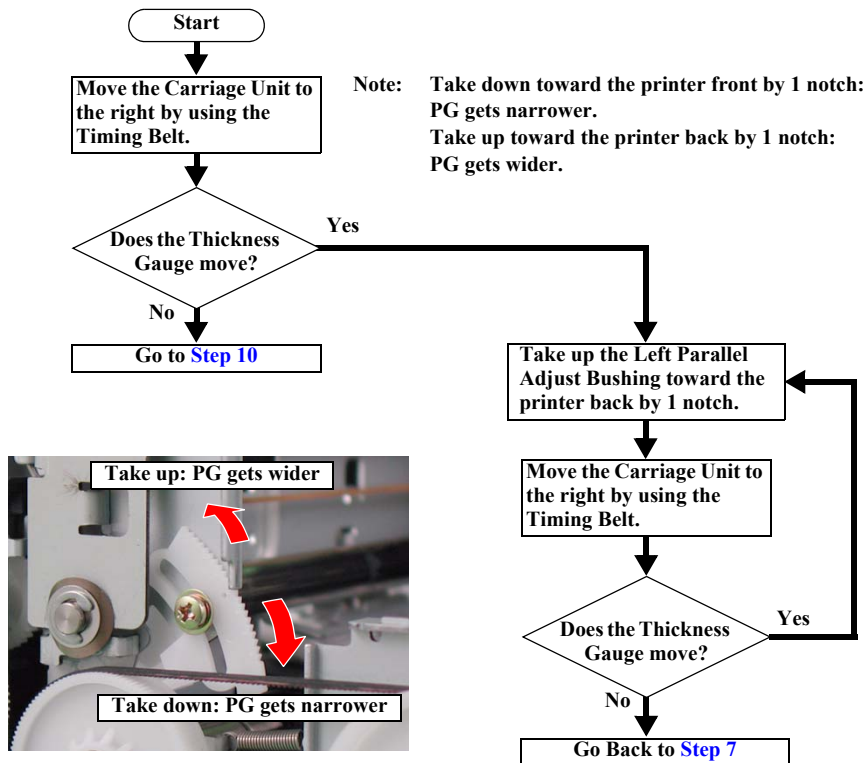 Start
Move the Carriage Unit to
the right by using the
Timing Belt.
Note: Take down toward the printer front by 1 notch:
PG gets narrower.
Take up toward the printer back by 1 notch:
PG gets wider.
Does the Thickness
Gauge move?
Yes
No
Go to Step 10
Take up the Left Parallel
Adjust Bushing toward the
printer back by 1 notch.
Move the Carriage Unit to
the right by using the
Timing Belt.
Does the Thickness
Gauge move?
Yes
No
Go Back to Step 7
Take up: PG gets wider
Take down: PG gets narrower